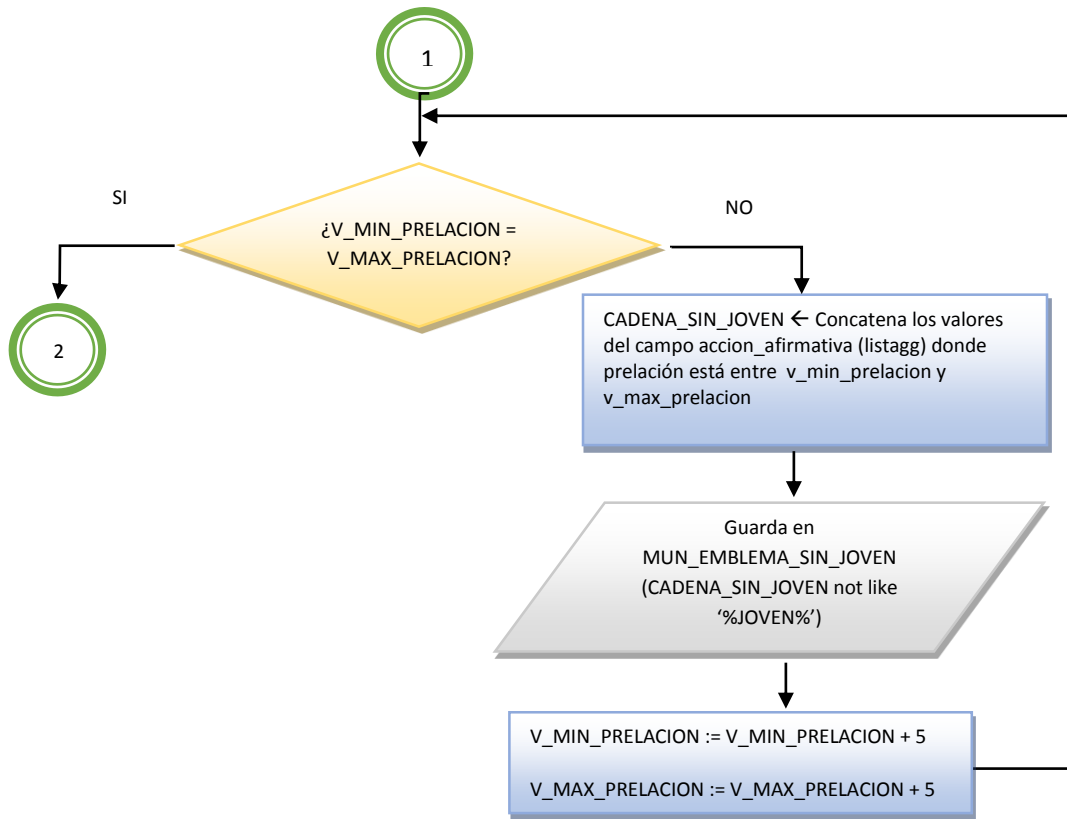 1
SI
¿V_MIN_PRELACION =
V_MAX_PRELACION?
NO
2
CADENA_SIN_JOVEN ← Concatena los valores
del campo accion_afirmativa (listagg) donde
prelación está entre v_min_prelacion y
v_max_prelacion
Guarda en
MUN_EMBLEMA_SIN_JOVEN
(CADENA_SIN_JOVEN not like
‘%JOVEN%’)
V_MIN_PRELACION := V_MIN_PRELACION + 5
V_MAX_PRELACION := V_MAX_PRELACION + 5